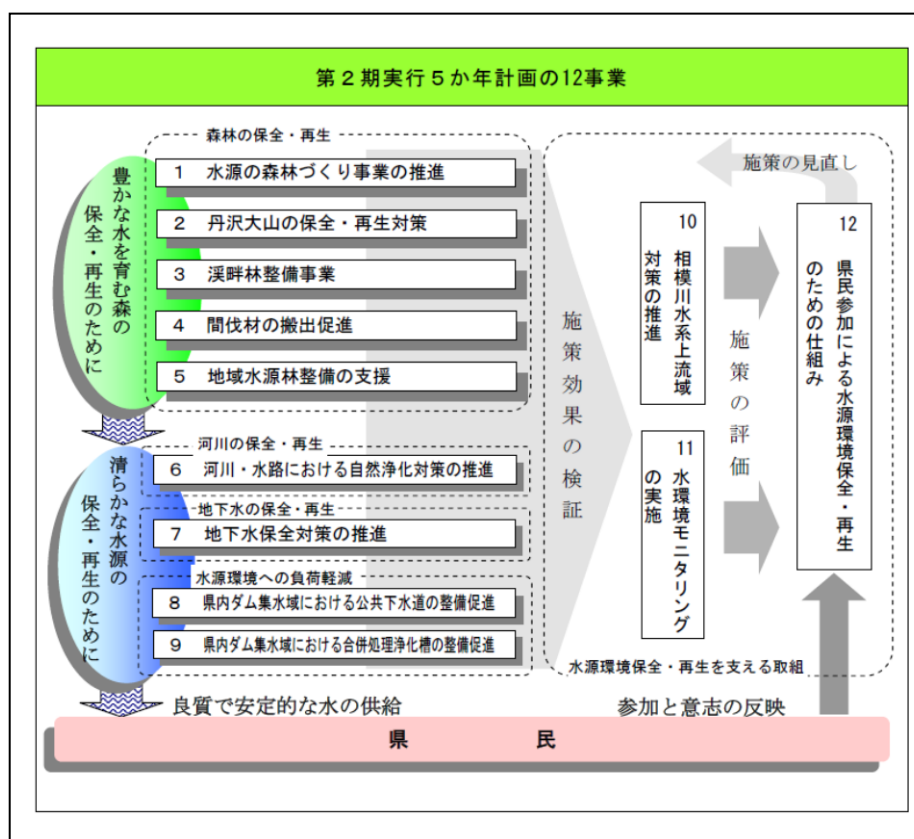 第２期実行５か年計画の12事業
豊かな水を育む森の
保全・再生のために
森林の保全・再生
1 水源の森林づくり事業の推進
2 丹沢大山の保全・再生対策
3 渓畔林整備事業
4 間伐材の搬出促進
5 地域水源林整備の支援
清らかな水源の
保全・再生のために
河川の保全・再生
6 河川・水路における自然浄化対策の推進
地下水の保全・再生
7 地下水保全対策の推進
水源環境への負荷軽減
8 県内ダム集水域における公共下水道の整備促進
9 県内ダム集水域における合併処理浄化槽の整備促進
施策効果の検証
10 相模川水系上流域
対策の推進
11 水環境モニタリング
の実施
施策の評価
施策の見直し
12 県民参加による水源環境保全・再生
のための仕組み
水源環境保全・再生を支える取組
良質で安定的な水の供給
参加と意志の反映
県 民